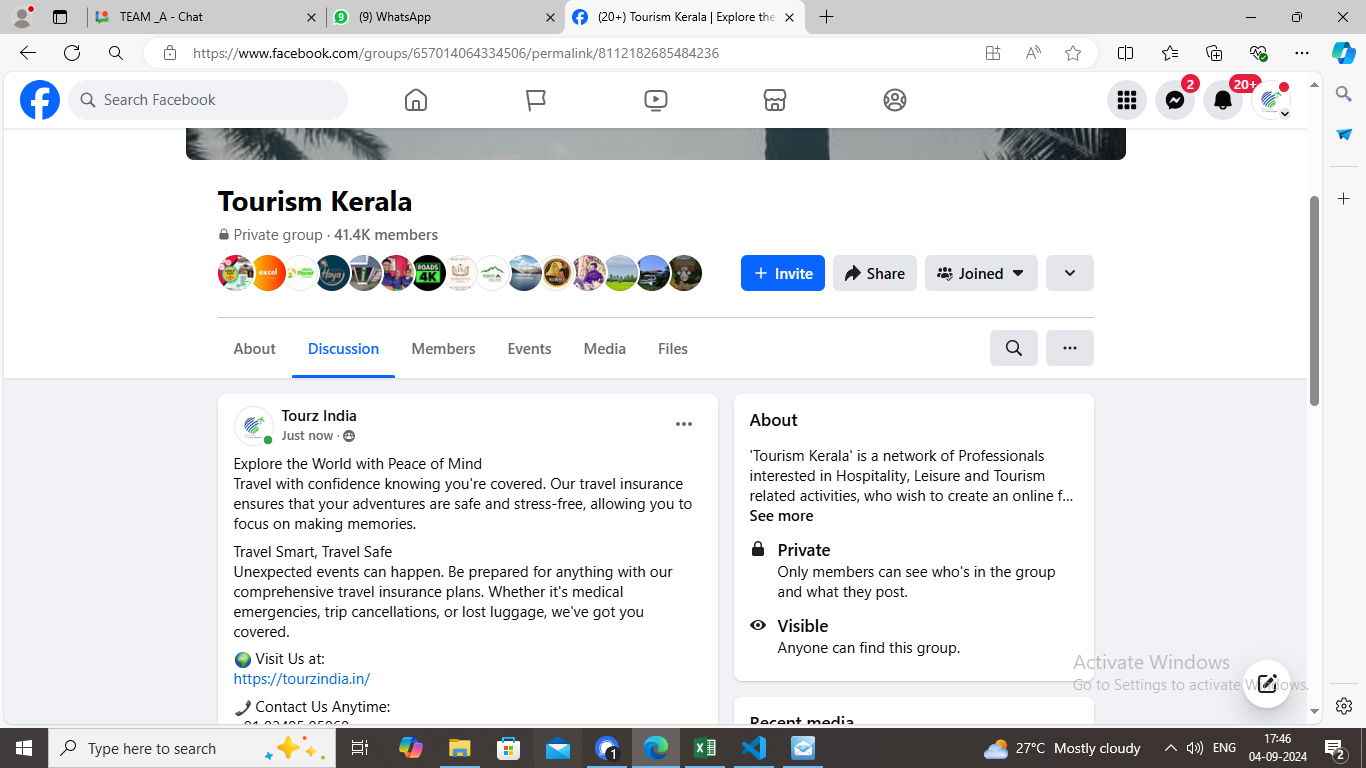 TEAM _A - Chat
(9) WhatsApp
(20+) Tourism Kerala | Explore the
https://www.facebook.com/groups/657014064334506/permalink/8112182685484236
Search Facebook
2
20+
Tourism Kerala
Private group · 41.4K members
excel
ROADS
4K
+ Invite
Share
Joined
About
Discussion
Members
Events
Media
Files
Tourz India
Just now ·
Explore the World with Peace of Mind
Travel with confidence knowing you're covered. Our travel insurance
ensures that your adventures are safe and stress-free, allowing you to
focus on making memories.
Travel Smart, Travel Safe
Unexpected events can happen. Be prepared for anything with our
comprehensive travel insurance plans. Whether it's medical
emergencies, trip cancellations, or lost luggage, we've got you
covered.
Visit Us at:
https://tourzindia.in/
Contact Us Anytime:
About
'Tourism Kerala' is a network of Professionals
interested in Hospitality, Leisure and Tourism
related activities, who wish to create an online f...
See more
Private
Only members can see who's in the group
and what they post.
Visible
Anyone can find this group.
Recent media
Activate Windows
Go to Settings to activate Windows.
Type here to search
1
27°C Mostly cloudy
ENG
17:46
04-09-2024
2